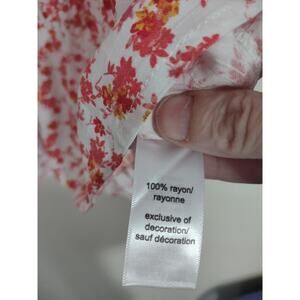 100% rayon/
rayonne
exclusive of
decoration/
sauf décoration